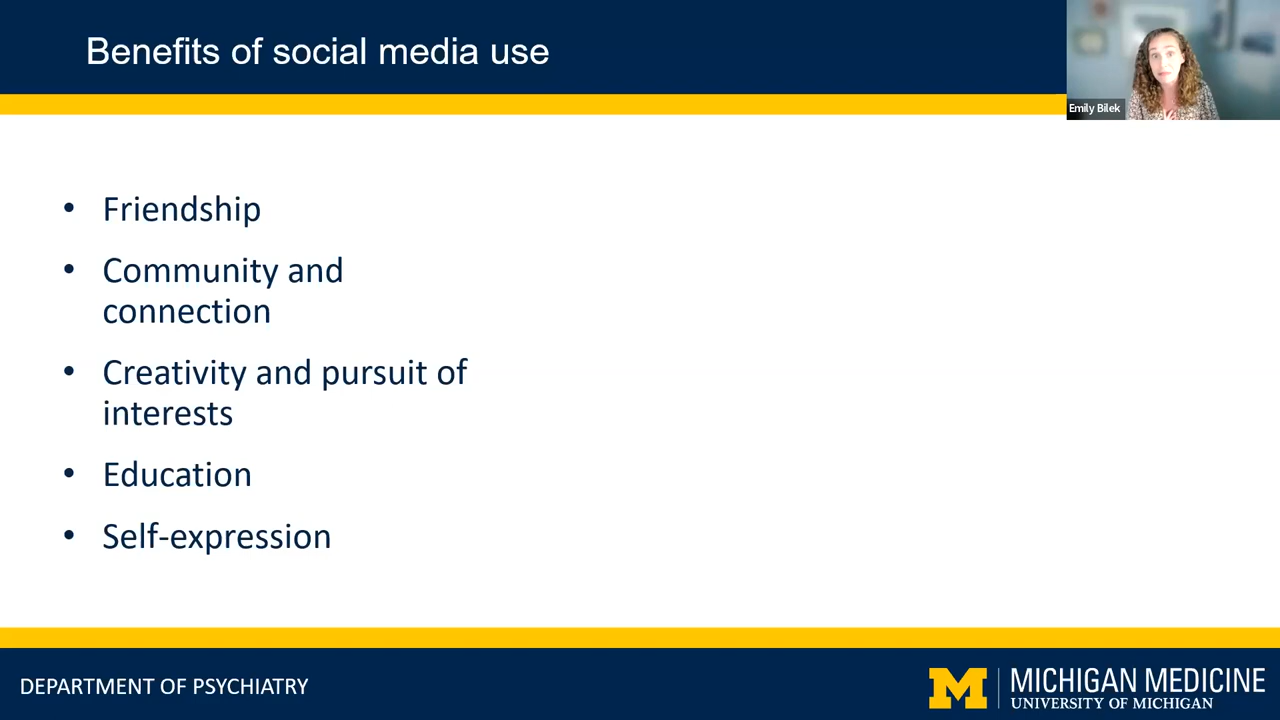 Benefits of social media use
Emily Bilek
• Friendship
• Community and
connection
• Creativity and pursuit of
interests
• Education
• Self-expression
DEPARTMENT OF PSYCHIATRY
M
MICHIGAN MEDICINE
UNIVERSITY OF MICHIGAN